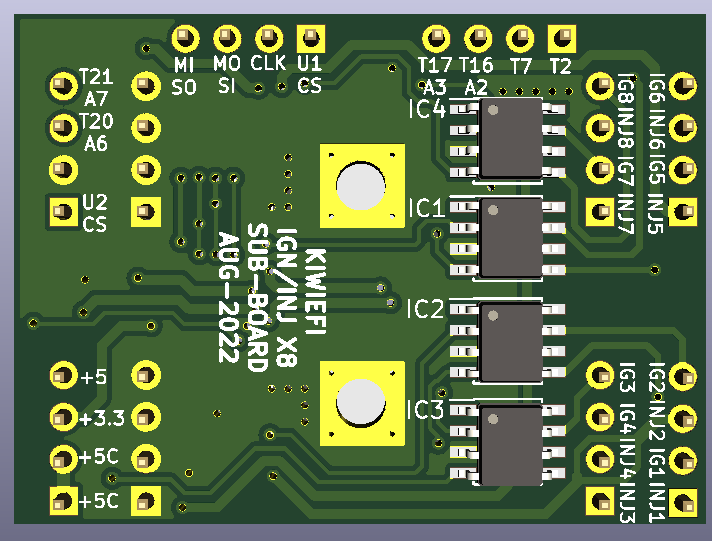 MI SO
MO SI
CLK
U1 CS
T17 A3
T16 A2
T7
T2
T21
A7
T20
A6
U2
CS
IC4
IC1
IC2
IC3
IG8 INJ8 IG7 INJ7
IG6 INJ6 IG5 INJ5
KIWIEFI
IGN/INJ X8
SUB-BOARD
AUG-2022
+5
+3.3
+5C
+5C
IG3 IG4 INJ4 INJ3
IG2 INJ2 IG1 INJ1